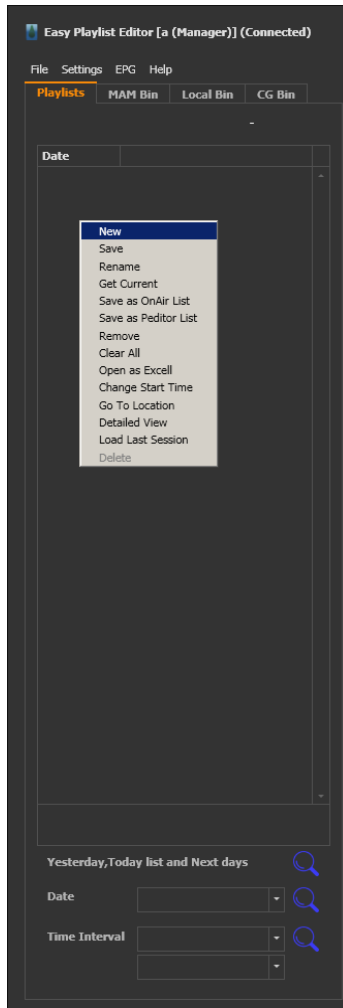 Easy Playlist Editor [a (Manager)] (Connected)
File Settings EPG Help
Playlists MAM Bin Local Bin CG Bin
-
Date
New
Save
Rename
Get Current
Save as OnAir List
Save as Peditor List
Remove
Clear All
Open as Excell
Change Start Time
Go To Location
Detailed View
Load Last Session
Delete
Yesterday,Today list and Next days
Date
Time Interval